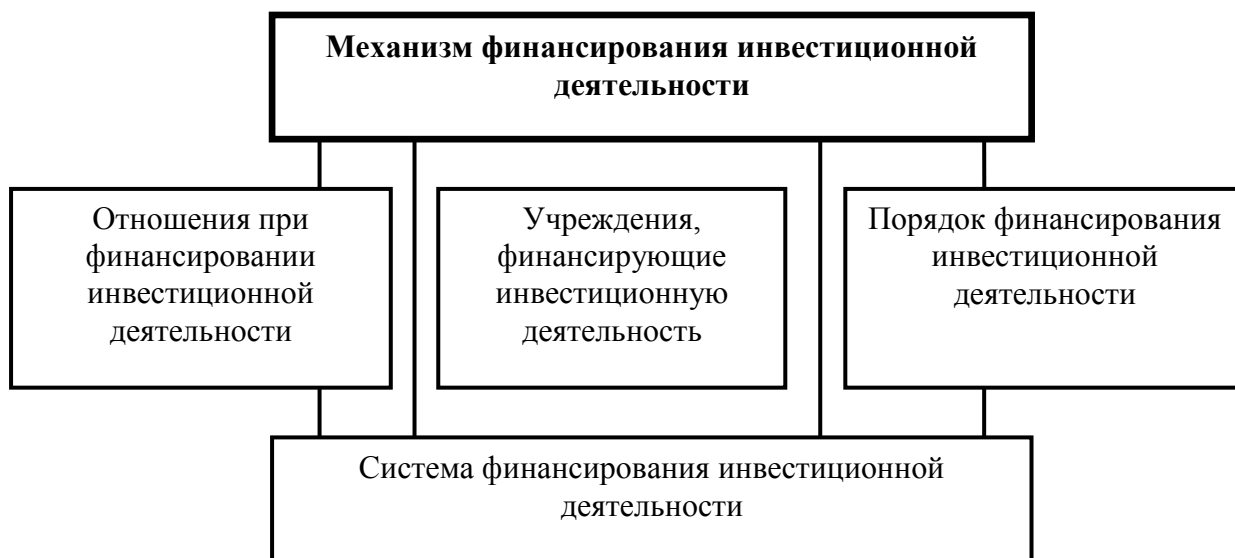 Механизм финансирования инвестиционной
деятельности
Отношения при
финансировании
инвестиционной
деятельности
Учреждения,
финансирующие
инвестиционную
деятельность
Порядок финансирования
инвестиционной
деятельности
Система финансирования инвестиционной
деятельности